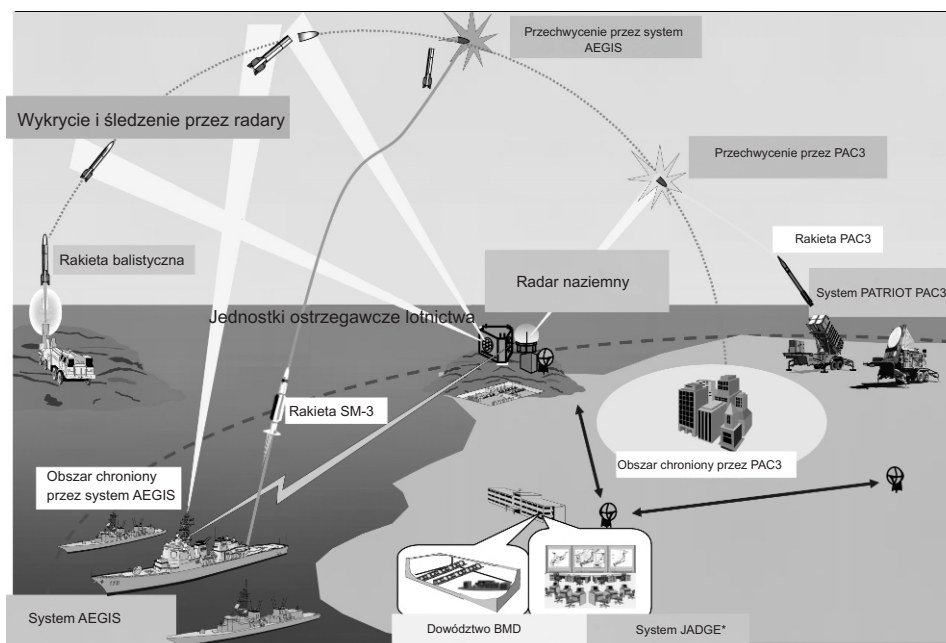 Przechwycenie przez system
AEGIS
Wykrycie i śledzenie przez radary
Przechwycenie przez PAC3
Rakieta PAC3
Rakieta balistyczna
Radar naziemny
System PATRIOT PAC3
Jednostki ostrzegawcze lotnictwa
Rakieta SM-3
Obszar chroniony przez PAC3
Obszar chroniony
przez system AEGIS
System AEGIS
Dowództwo BMD
System JADGE*